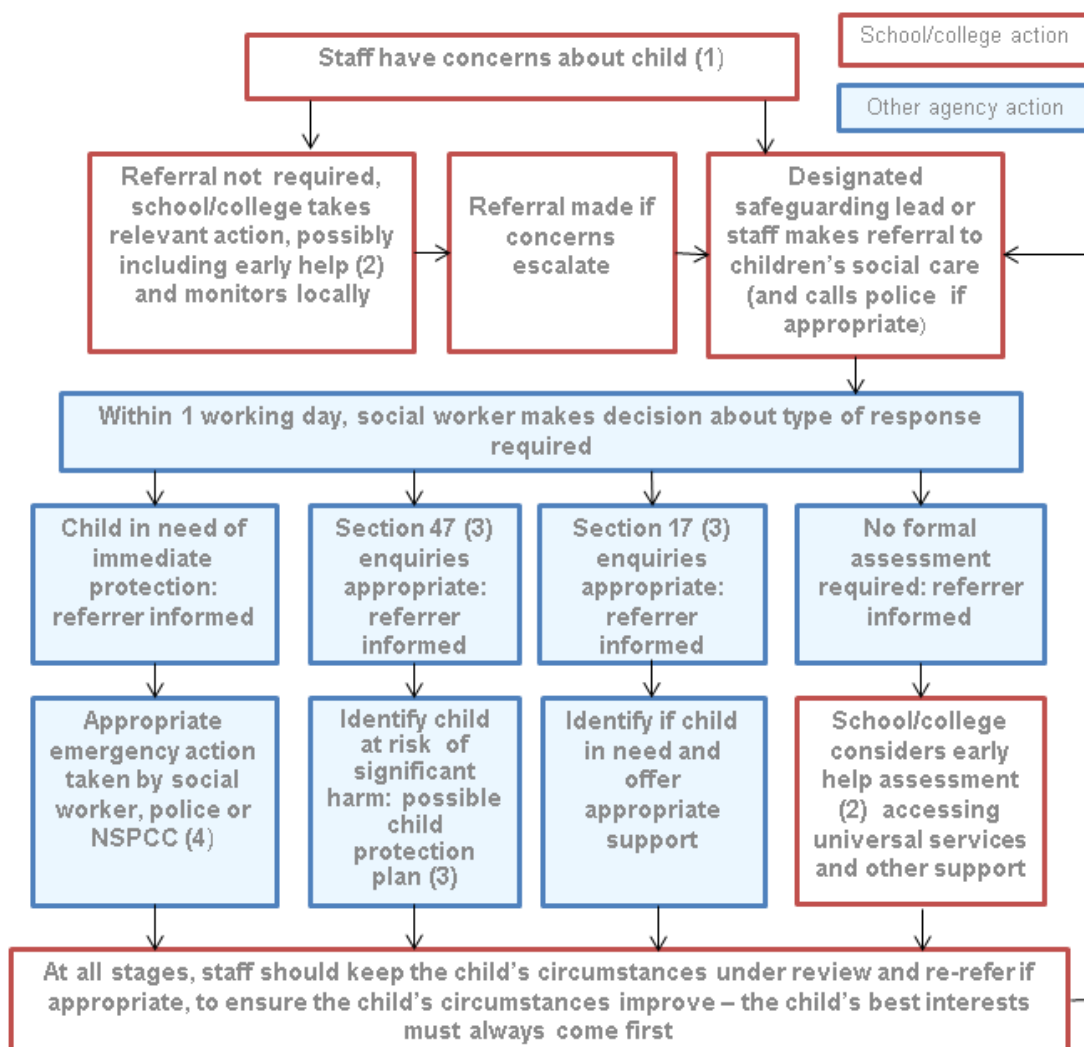 School/college action
Staff have concerns about child (1)
Other agency action
Referral not required,
school/college takes
relevant action, possibly
including early help (2)
and monitors locally
Referral made if
concerns
escalate
Designated
safeguarding lead or
staff makes referral to
children’s social care
(and calls police if
appropriate)
Within 1 working day, social worker makes decision about type of response
required
Child in need of
immediate
protection:
referrer informed
Section 47 (3)
enquiries
appropriate:
referrer
informed
Section 17 (3)
enquiries
appropriate:
referrer
informed
No formal
assessment
required: referrer
informed
Appropriate
emergency action
taken by social
worker, police or
NSPCC (4)
Identify child
at risk of
significant
harm: possible
child
protection
plan (3)
Identify if child
in need and
offer
appropriate
support
School/college
considers early
help assessment
(2) accessing
universal services
and other support
At all stages, staff should keep the child’s circumstances under review and re-refer if
appropriate, to ensure the child’s circumstances improve – the child’s best interests
must always come first